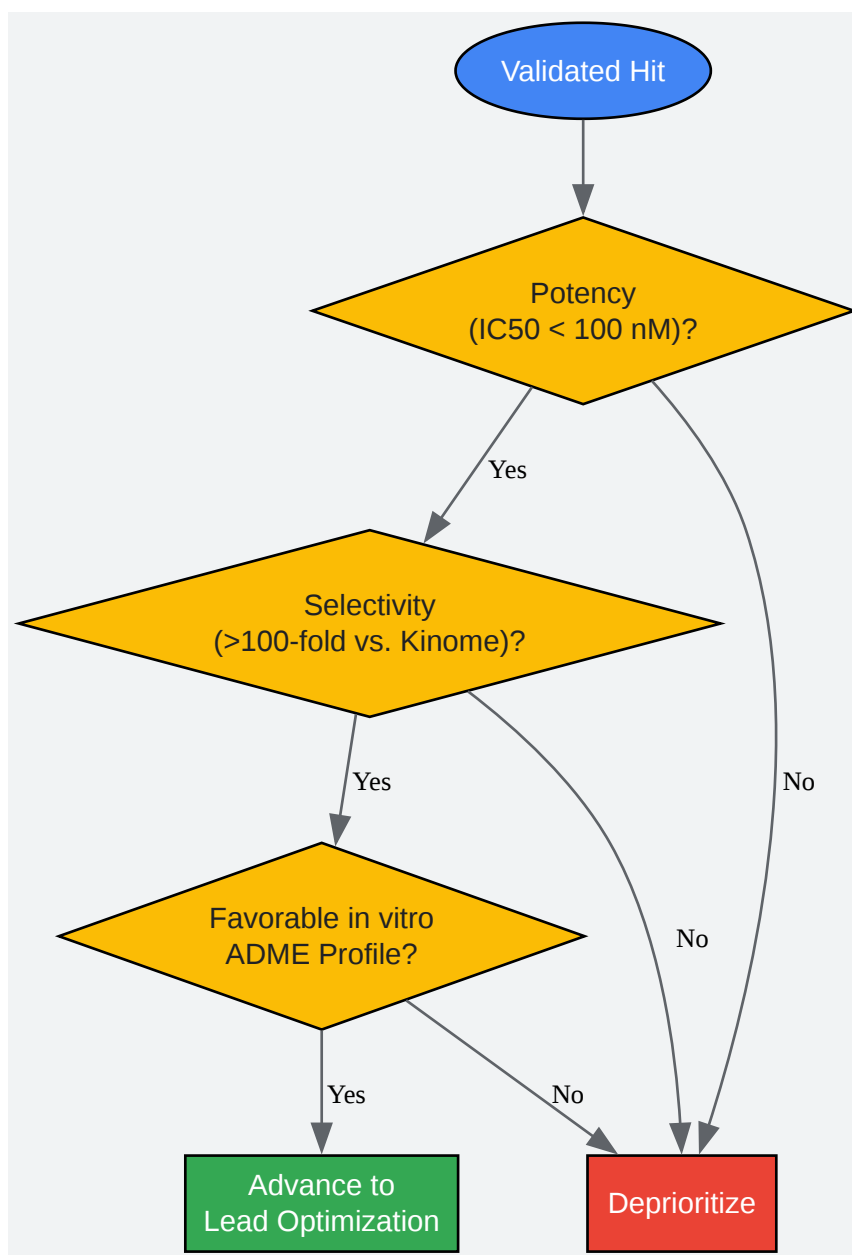 Validated Hit
Potency
(IC50 < 100 nM)?
Yes
Selectivity
(>100-fold vs. Kinome)?
Yes
No
Favorable in vitro
ADME Profile?
No
Yes
No
Advance to
Lead Optimization
Deprioritize